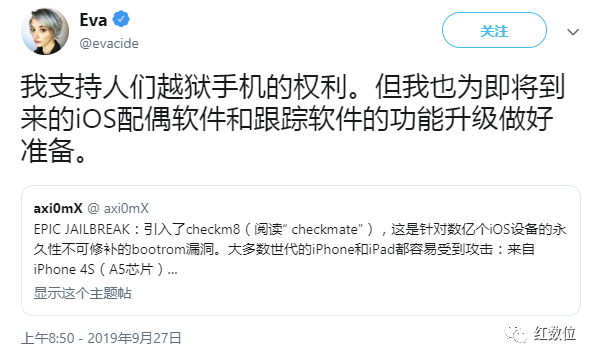 Eva
@evacide
关注
我支持人们越狱手机的权利。但我也为即将到
来的iOS配偶软件和跟踪软件的功能升级做好
准备。
axi0mX @ axi0mX
EPIC JAILBREAK：引入了checkm8（阅读“ checkmate”），这是针对数亿个iOS设备的永
久性不可修补的bootrom漏洞。大多数世代的iPhone和iPad都容易受到攻击：来自
iPhone 4S（A5芯片）...
显示这个主题帖
上午8:50 - 2019年9月27日
红数位